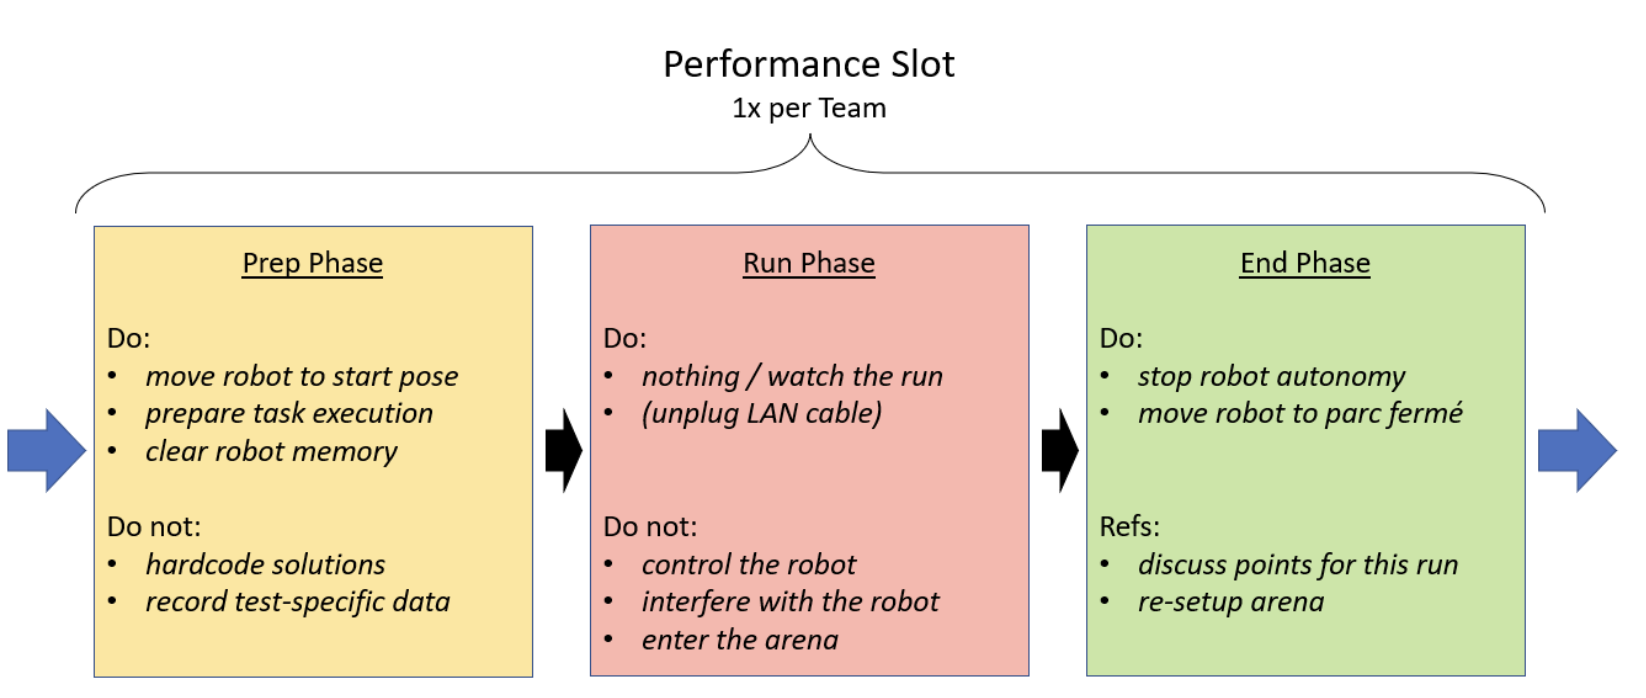 Performance Slot
1x per Team
Prep Phase
Do:
• move robot to start pose
• prepare task execution
• clear robot memory
Do not:
• hardcode solutions
• record test-specific data
Run Phase
Do:
• nothing / watch the run
• (unplug LAN cable)
Do not:
• control the robot
• interfere with the robot
• enter the arena
End Phase
Do:
• stop robot autonomy
• move robot to parc fermé
Refs:
• discuss points for this run
• re-setup arena